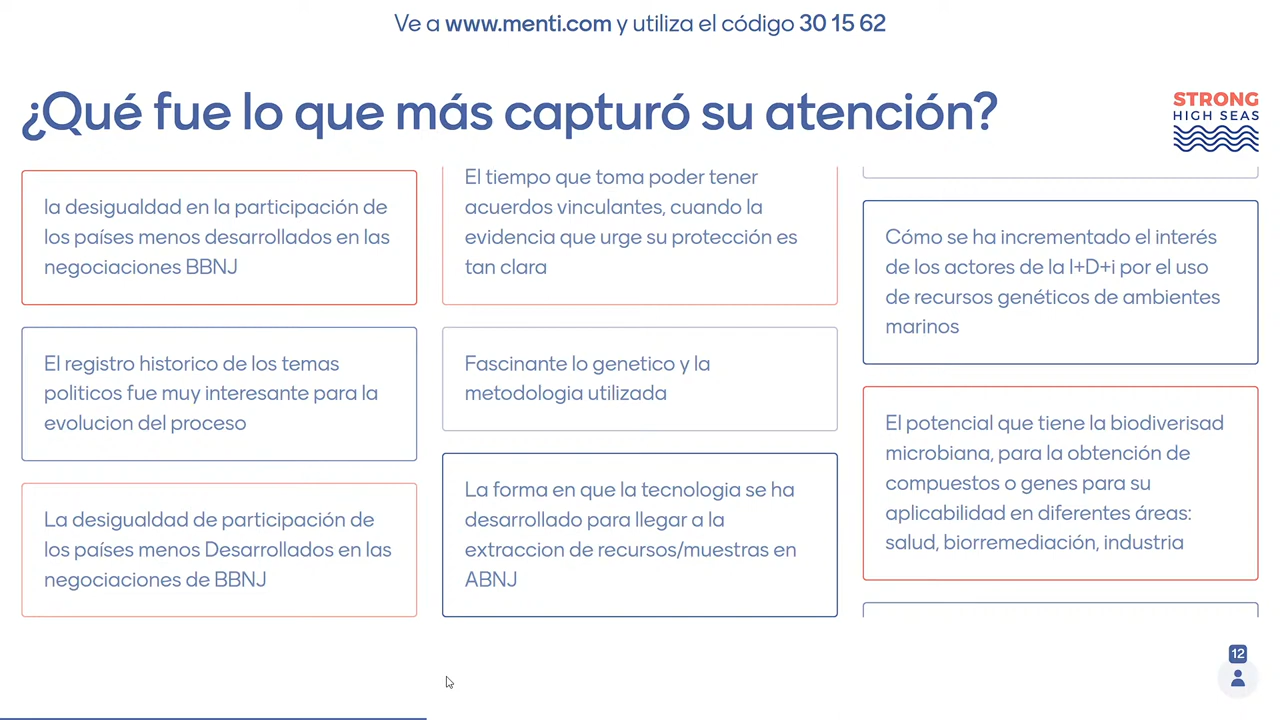 Ve a www.menti.com y utiliza el código 30 15 62
¿Qué fue lo que más capturó su atención?
STRONG
HIGH SEAS
la desigualdad en la participación de
los países menos desarrollados en las
negociaciones BBNJ
El registro historico de los temas
politicos fue muy interesante para la
evolucion del proceso
La desigualdad de participación de
los países menos Desarrollados en las
negociaciones de BBNJ
El tiempo que toma poder tener
acuerdos vinculantes, cuando la
evidencia que urge su protección es
tan clara
Fascinante lo genetico y la
metodologia utilizada
La forma en que la tecnologia se ha
desarrollado para llegar a la
extraccion de recursos/muestras en
ABNJ
Cómo se ha incrementado el interés
de los actores de la I+D+i por el uso
de recursos genéticos de ambientes
marinos
El potencial que tiene la biodiverisad
microbiana, para la obtención de
compuestos o genes para su
aplicabilidad en diferentes áreas:
salud, biorremediación, industria
12